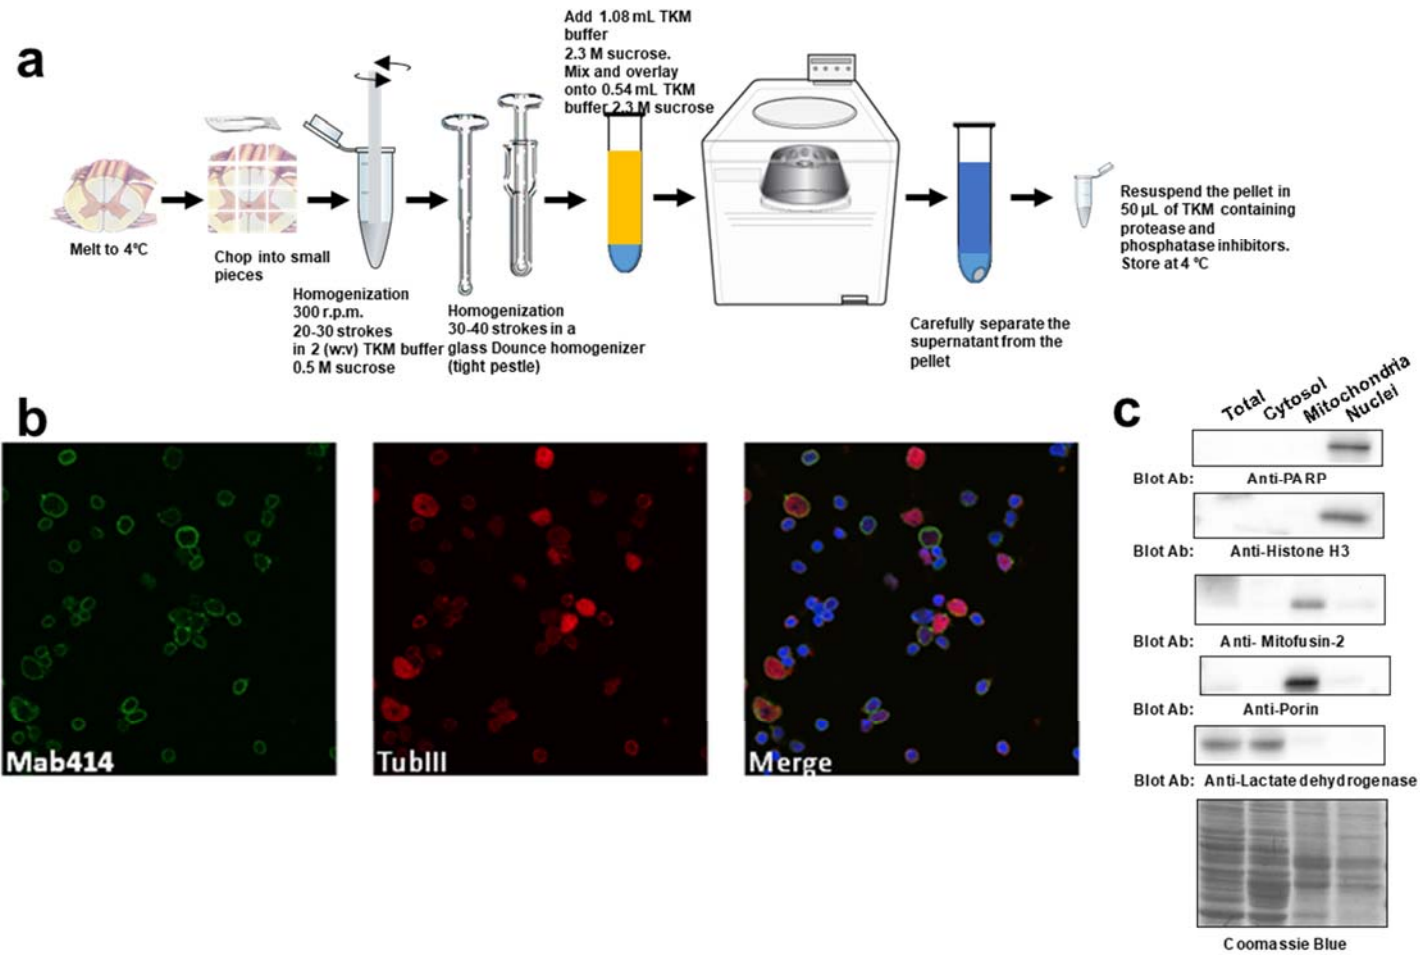 a
Add 1.08 mL TKM
buffer
2.3 M sucrose.
Mix and overlay
onto 0.54 mL TKM
buffer 2.3 M sucrose
Melt to 4ºC
Chop into small
pieces
Homogenization
300 r.p.m.
20-30 strokes
in 2 (w:v) TKM buffer
0.5 M sucrose
Homogenization
30-40 strokes in a
glass Dounce homogenizer
(tight pestle)
Carefully separate the
supernatant from the
pellet
Resuspend the pellet in
50 µL of TKM containing
protease and
phosphatase inhibitors.
Store at 4 ºC
b
Mab414
TubIII
Merge
c
Total
Cytosol
Mitochondria
Nuclei
Blot Ab: Anti-PARP
Blot Ab: Anti-Histone H3
Blot Ab: Anti- Mitofusin-2
Blot Ab: Anti-Porin
Blot Ab: Anti-Lactate dehydrogenase
Coomassie Blue